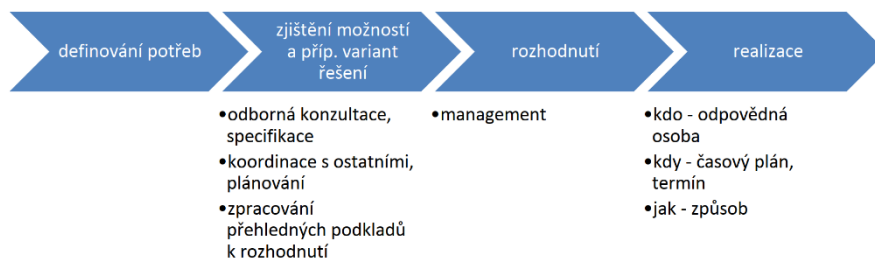 definování potřeb
zjištění možností
a příp. variant
řešení
rozhodnutí
realizace
•odborná konzultace,
specifikace
•koordinace s ostatními,
plánování
•zpracování
přehledných podkladů
k rozhodnutí
•management
•kdo - odpovědná
osoba
•kdy - časový plán,
termín
•jak - způsob